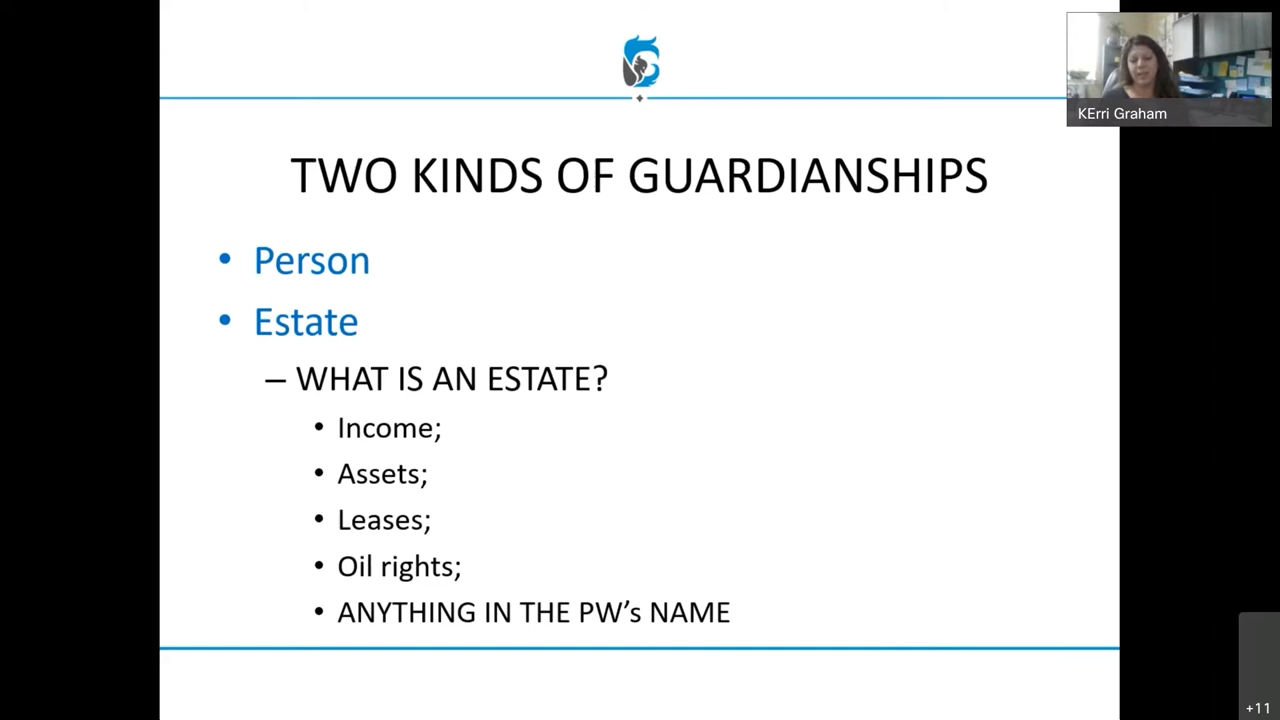 KErri Graham
TWO KINDS OF GUARDIANSHIPS
• Person
• Estate
– WHAT IS AN ESTATE?
• Income;
• Assets;
• Leases;
• Oil rights;
• ANYTHING IN THE PW’s NAME
+11